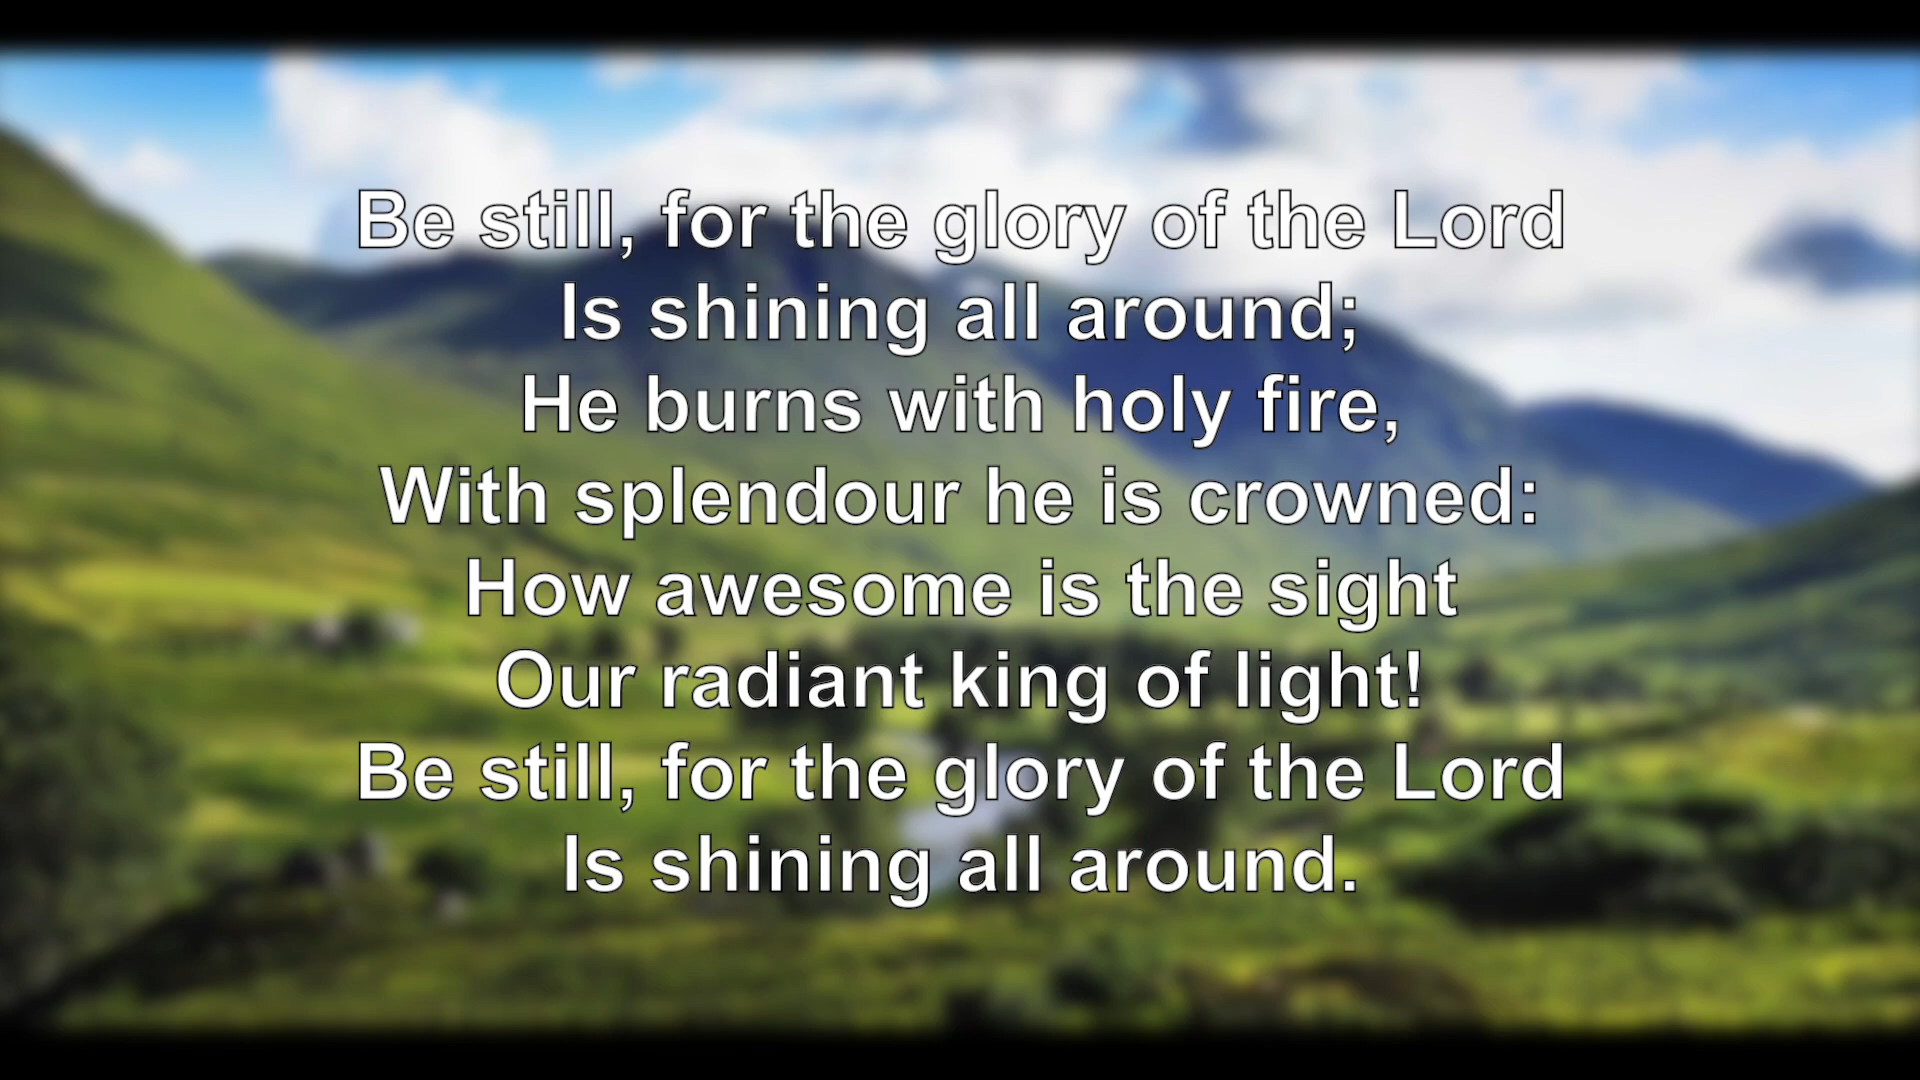 Be still, for the glory of the Lord
Is shining all around;
He burns with holy fire,
With splendour he is crowned:
How awesome is the sight
Our radiant king of light!
Be still, for the glory of the Lord
Is shining all around.